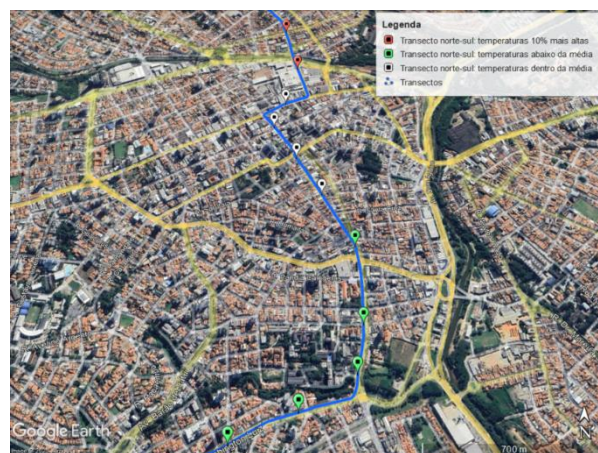 Legenda
Transecto norte-sul: temperaturas 10% mais altas
Transecto norte-sul: temperaturas abaixo da média
Transecto norte-sul: temperaturas dentro da média
Transectos
Google Earth
700 m
N